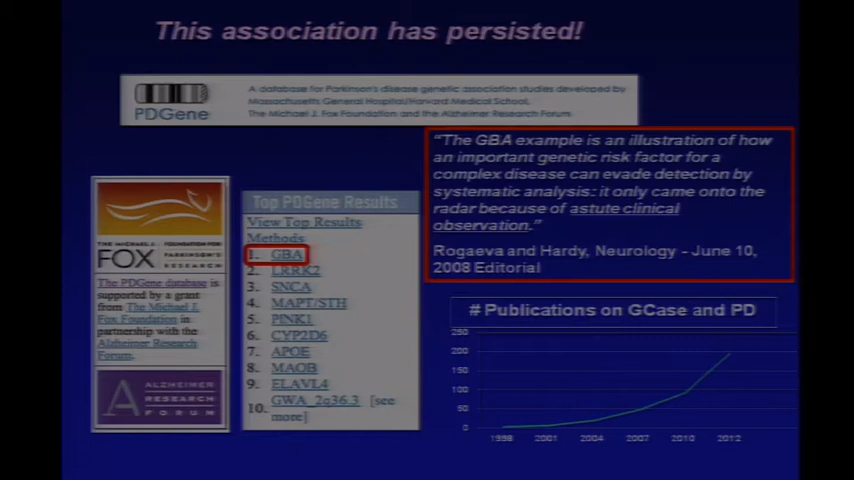 This association has persisted!
PDGene
A database for Parkinson's disease genetic association studies developed by
Massachusetts General Hospital/Harvard Medical School,
The Michael J. Fox Foundation and the Alzheimer Research Forum.
"The GBA example is an illustration of how
an important genetic risk factor for a
complex disease can evade detection by
systematic analysis: it only came onto the
radar because of astute clinical
observation."
Rogaeva and Hardy, Neurology - June 10,
2008 Editorial
THE MICHAEL J. FOX FOUNDATION FOR PARKINSON'S RESEARCH
The PDGene database is
supported by a grant
from The Michael J.
Fox Foundation in
partnership with the
Alzheimer Research
Forum.
A ALZHEIMER
RESEARCH
FORUM
Top PDGene Results
View Top Results
Methods
1. GBA
2. LRRK2
3. SNCA
4. MAPT/STH
5. PINK1
6. CYP2D6
7. APOE
8. MAOB
9. ELAVL4
10. GWA_2q36.3 [see
more]
# Publications on GCase and PD
250
200
150
100
50
0
1998 2001 2004 2007 2010 2012